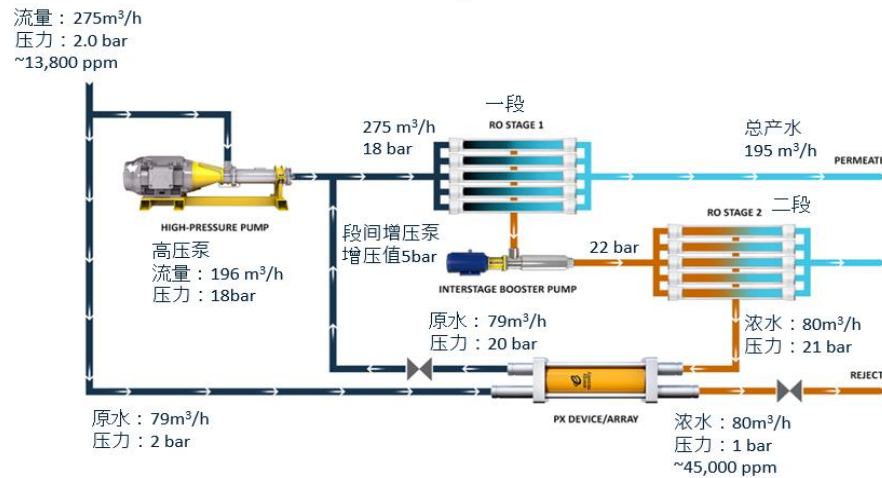 流量：275m³/h
压力：2.0 bar
~13,800 ppm
一段
RO STAGE 1
275 m³/h
18 bar
总产水
195 m³/h
PERMEATE
HIGH-PRESSURE PUMP
高压泵
流量：196 m³/h
压力：18bar
段间增压泵
增压值5bar
INTERSTAGE BOOSTER PUMP
22 bar
RO STAGE 2
二段
原水：79m³/h
压力：20 bar
浓水：80m³/h
压力：21 bar
REJECT
原水：79m³/h
压力：2 bar
PX DEVICE/ARRAY
浓水：80m³/h
压力：1 bar
~45,000 ppm